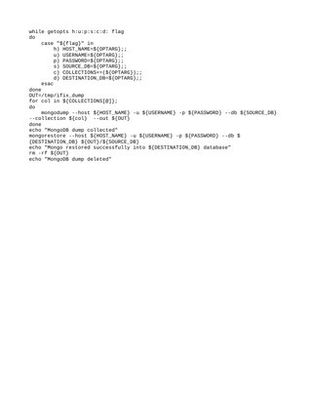 while getopts h:u:p:s:c:d: flag
do
case "${flag}" in
h) HOST_NAME=${OPTARG};;
u) USERNAME=${OPTARG};;
p) PASSWORD=${OPTARG};;
s) SOURCE_DB=${OPTARG};;
c) COLLECTIONS+=(${OPTARG});;
d) DESTINATION_DB=${OPTARG};;
esac
done
OUT=/tmp/ifix_dump
for col in ${COLLECTIONS[@]};
do
mongodump --host ${HOST_NAME} -u ${USERNAME} -p ${PASSWORD} --db ${SOURCE_DB}
--collection ${col} --out ${OUT}
done
echo "MongoDB dump collected"
mongorestore --host ${HOST_NAME} -u ${USERNAME} -p ${PASSWORD} --db $
{DESTINATION_DB} ${OUT}/${SOURCE_DB}
echo "Mongo restored successfully into ${DESTINATION_DB} database"
rm -rf ${OUT}
echo "MongoDB dump deleted"